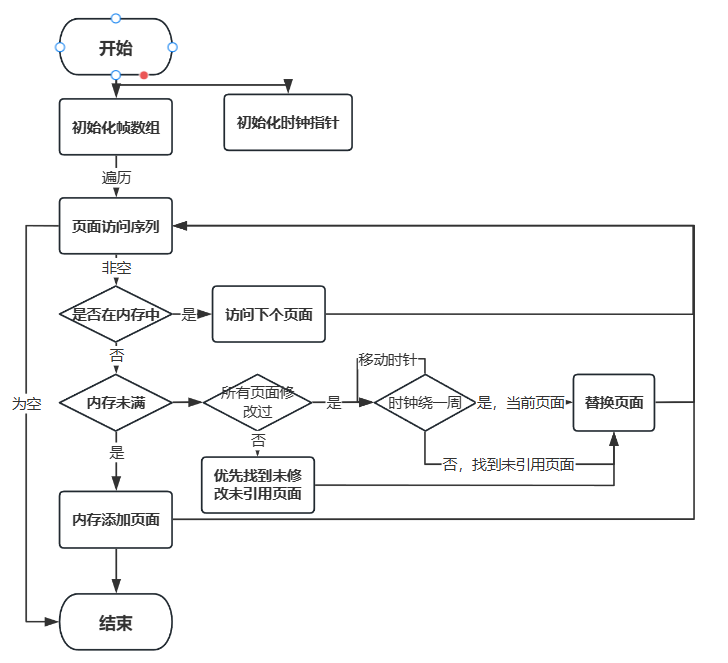 开始
初始化帧数组
初始化时钟指针
遍历
页面访问序列
非空
是否在内存中
是
访问下个页面
否
移动时针
为空
内存未满
所有页面修
改过
是
时钟绕一周
是，当前页面
替换页面
否
是
否，找到未引用页面
优先找到未修
改未引用页面
内存添加页面
结束